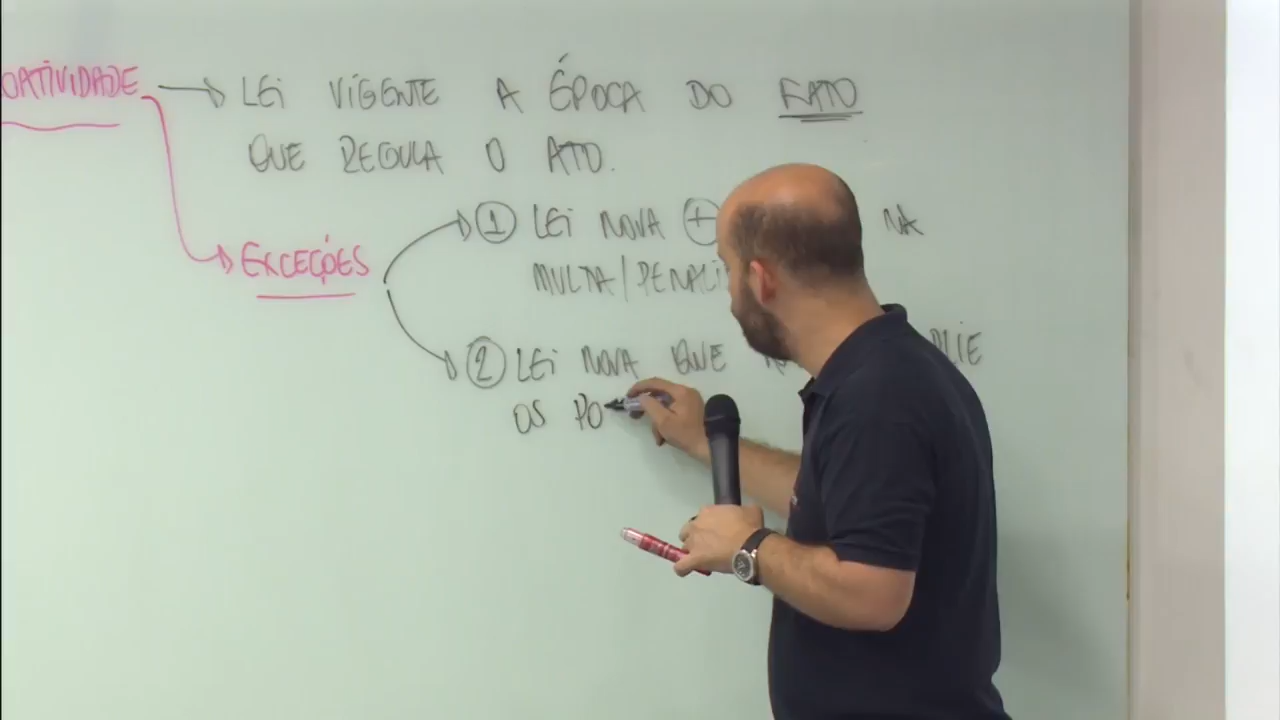 OATIVIDADE → LEI VIGENTE A ÉPOCA DO FATO
QUE REGULA O ATO.
EXCEÇÕES
① LEI NOVA ⊕ NA
MULTA/PENALI
② LEI NOVA QUE PLIE
OS PO